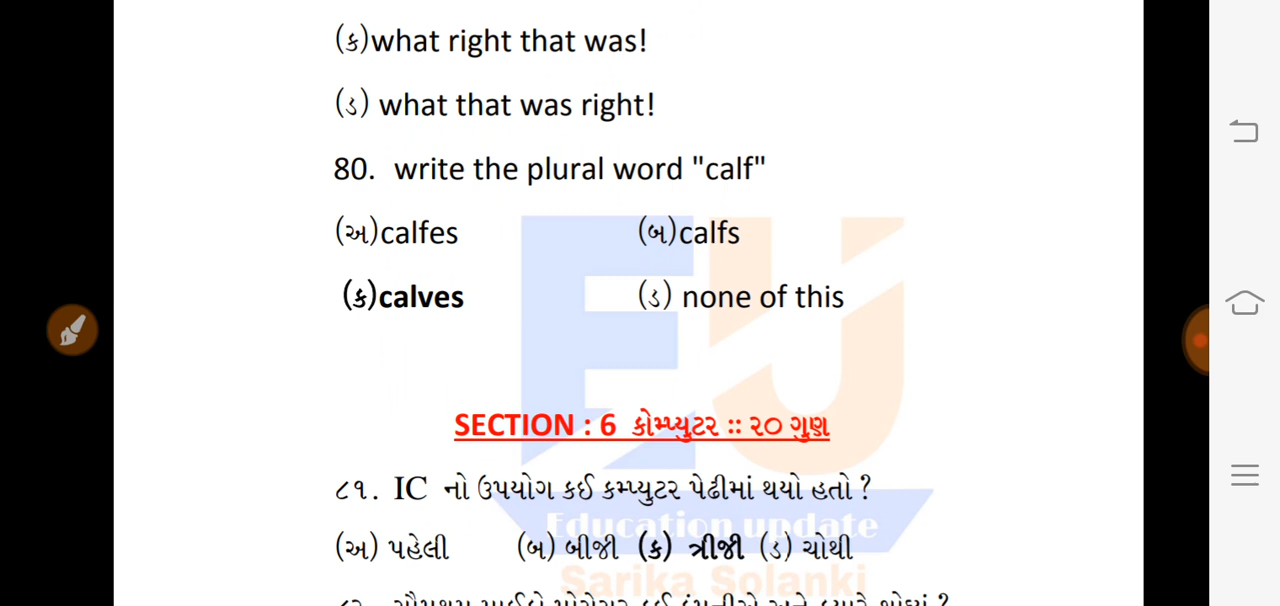 (ક)what right that was!
(ડ) what that was right!
80. write the plural word "calf"
(અ)calfes (બ)calfs
(ક)calves (ડ) none of this
SECTION : 6 કોમ્પ્યુટર :: ૨૦ ગુણ
૮૧. IC નો ઉપયોગ કઈ કમ્પ્યુટર પેઢીમાં થયો હતો ?
Education update
(અ) પહેલી (બ) બીજી (ક) ત્રીજી (ડ) ચોથી
Sarika Solanki